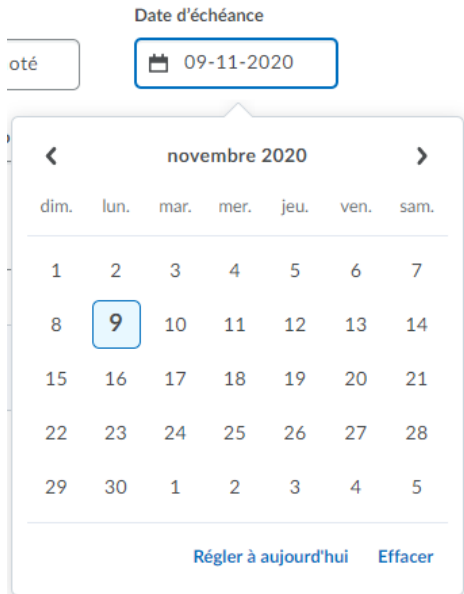 Date d'échéance
oté
09-11-2020
novembre 2020
dim. lun. mar. mer. jeu. ven. sam.
1 2 3 4 5 6 7
8 9 10 11 12 13 14
15 16 17 18 19 20 21
22 23 24 25 26 27 28
29 30 1 2 3 4 5
Régler à aujourd'hui Effacer